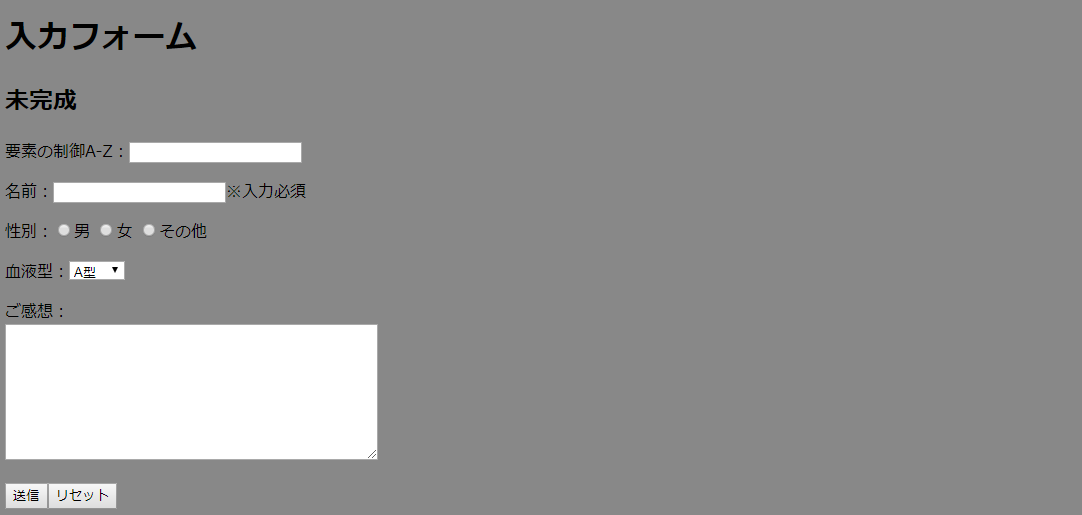 入力フォーム
未完成
要素の制御A-Z：
名前：※入力必須
性別： 男 女 その他
血液型：A型
ご感想：
送信 リセット